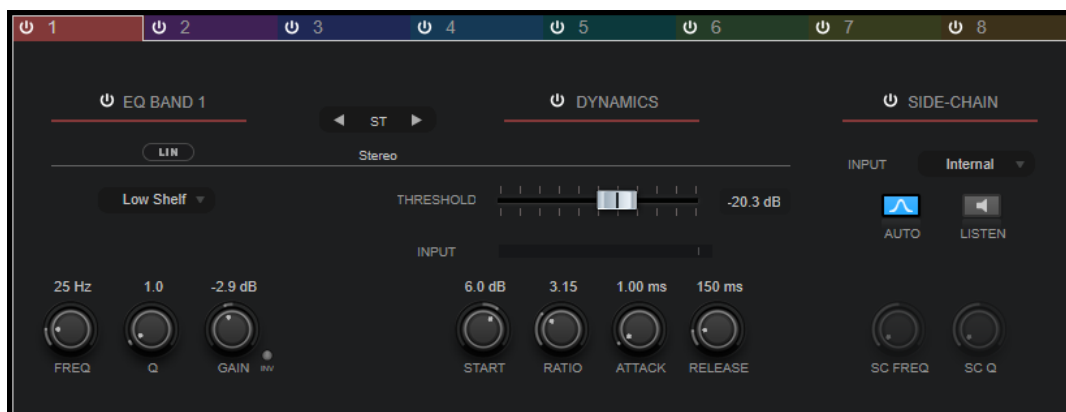 1 2 3 4 5 6 7 8
EQ BAND 1 DYNAMICS SIDE-CHAIN
ST
LIN Stereo
INPUT Internal
Low Shelf THRESHOLD -20.3 dB
AUTO LISTEN
INPUT
25 Hz 1.0 -2.9 dB 6.0 dB 3.15 1.00 ms 150 ms
FREQ Q GAIN INV START RATIO ATTACK RELEASE SC FREQ SC Q